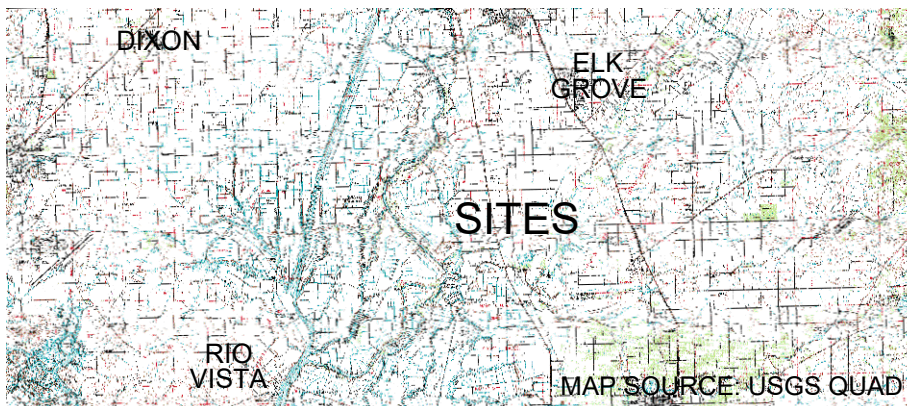 DIXON
ELK
GROVE
SITES
RIO
VISTA
MAP SOURCE: USGS QUAD